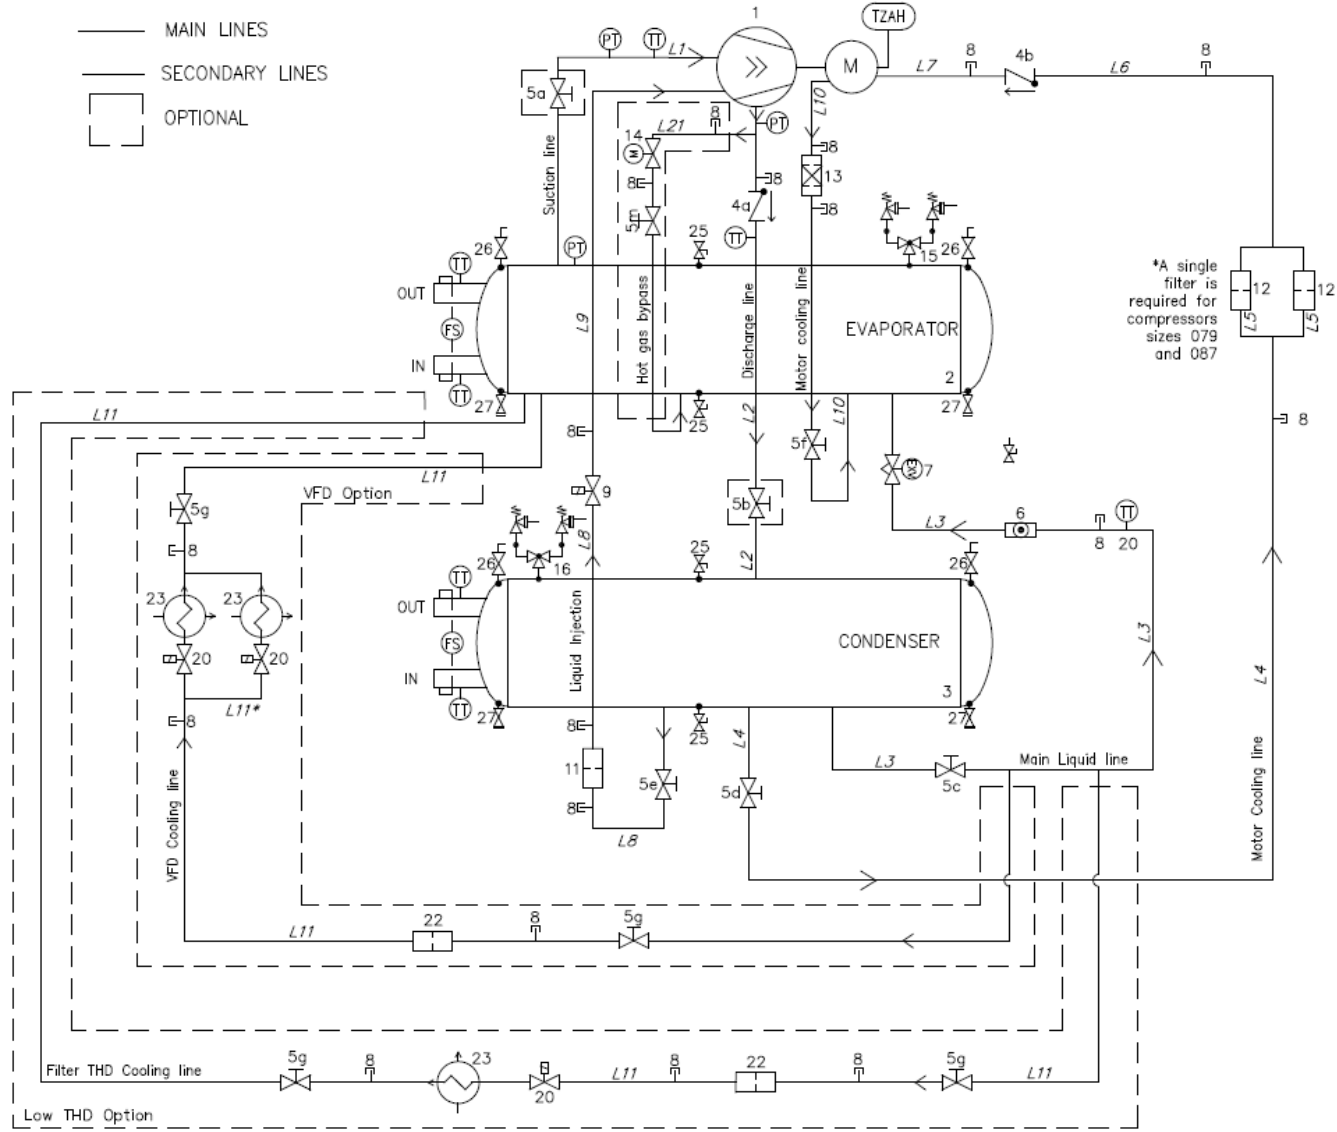 MAIN LINES
SECONDARY LINES
OPTIONAL
1
TZAH
PT
TT
L1
M
L7
8
4b
L6
8
5a
L10
8
L21
14
M
PT
8
13
8
8
4a
8
5m
TT
Suction line
26
PT
25
15
26
TT
OUT
FS
IN
TT
L9
Hot gas bypass
Discharge line
Motor cooling line
EVAPORATOR
2
*A single
filter is
required for
compressors
sizes 079
and 087
12
12
L5
L5
27
25
27
L11
L2
L10
8
8
5f
L11
VFD Option
5g
9
5b
EXM
7
L3
6
8
TT
20
8
L8
16
L2
25
26
26
23
23
TT
OUT
FS
IN
TT
Liquid Injection
CONDENSER
3
L3
20
20
L11*
8
27
25
27
8
L4
L4
11
5e
5d
L3
5c
Main Liquid line
8
L8
VFD Cooling line
Motor Cooling line
L11
22
8
5g
Filter THD Cooling line
5g
8
23
20
L11
8
22
8
5g
L11
Low THD Option